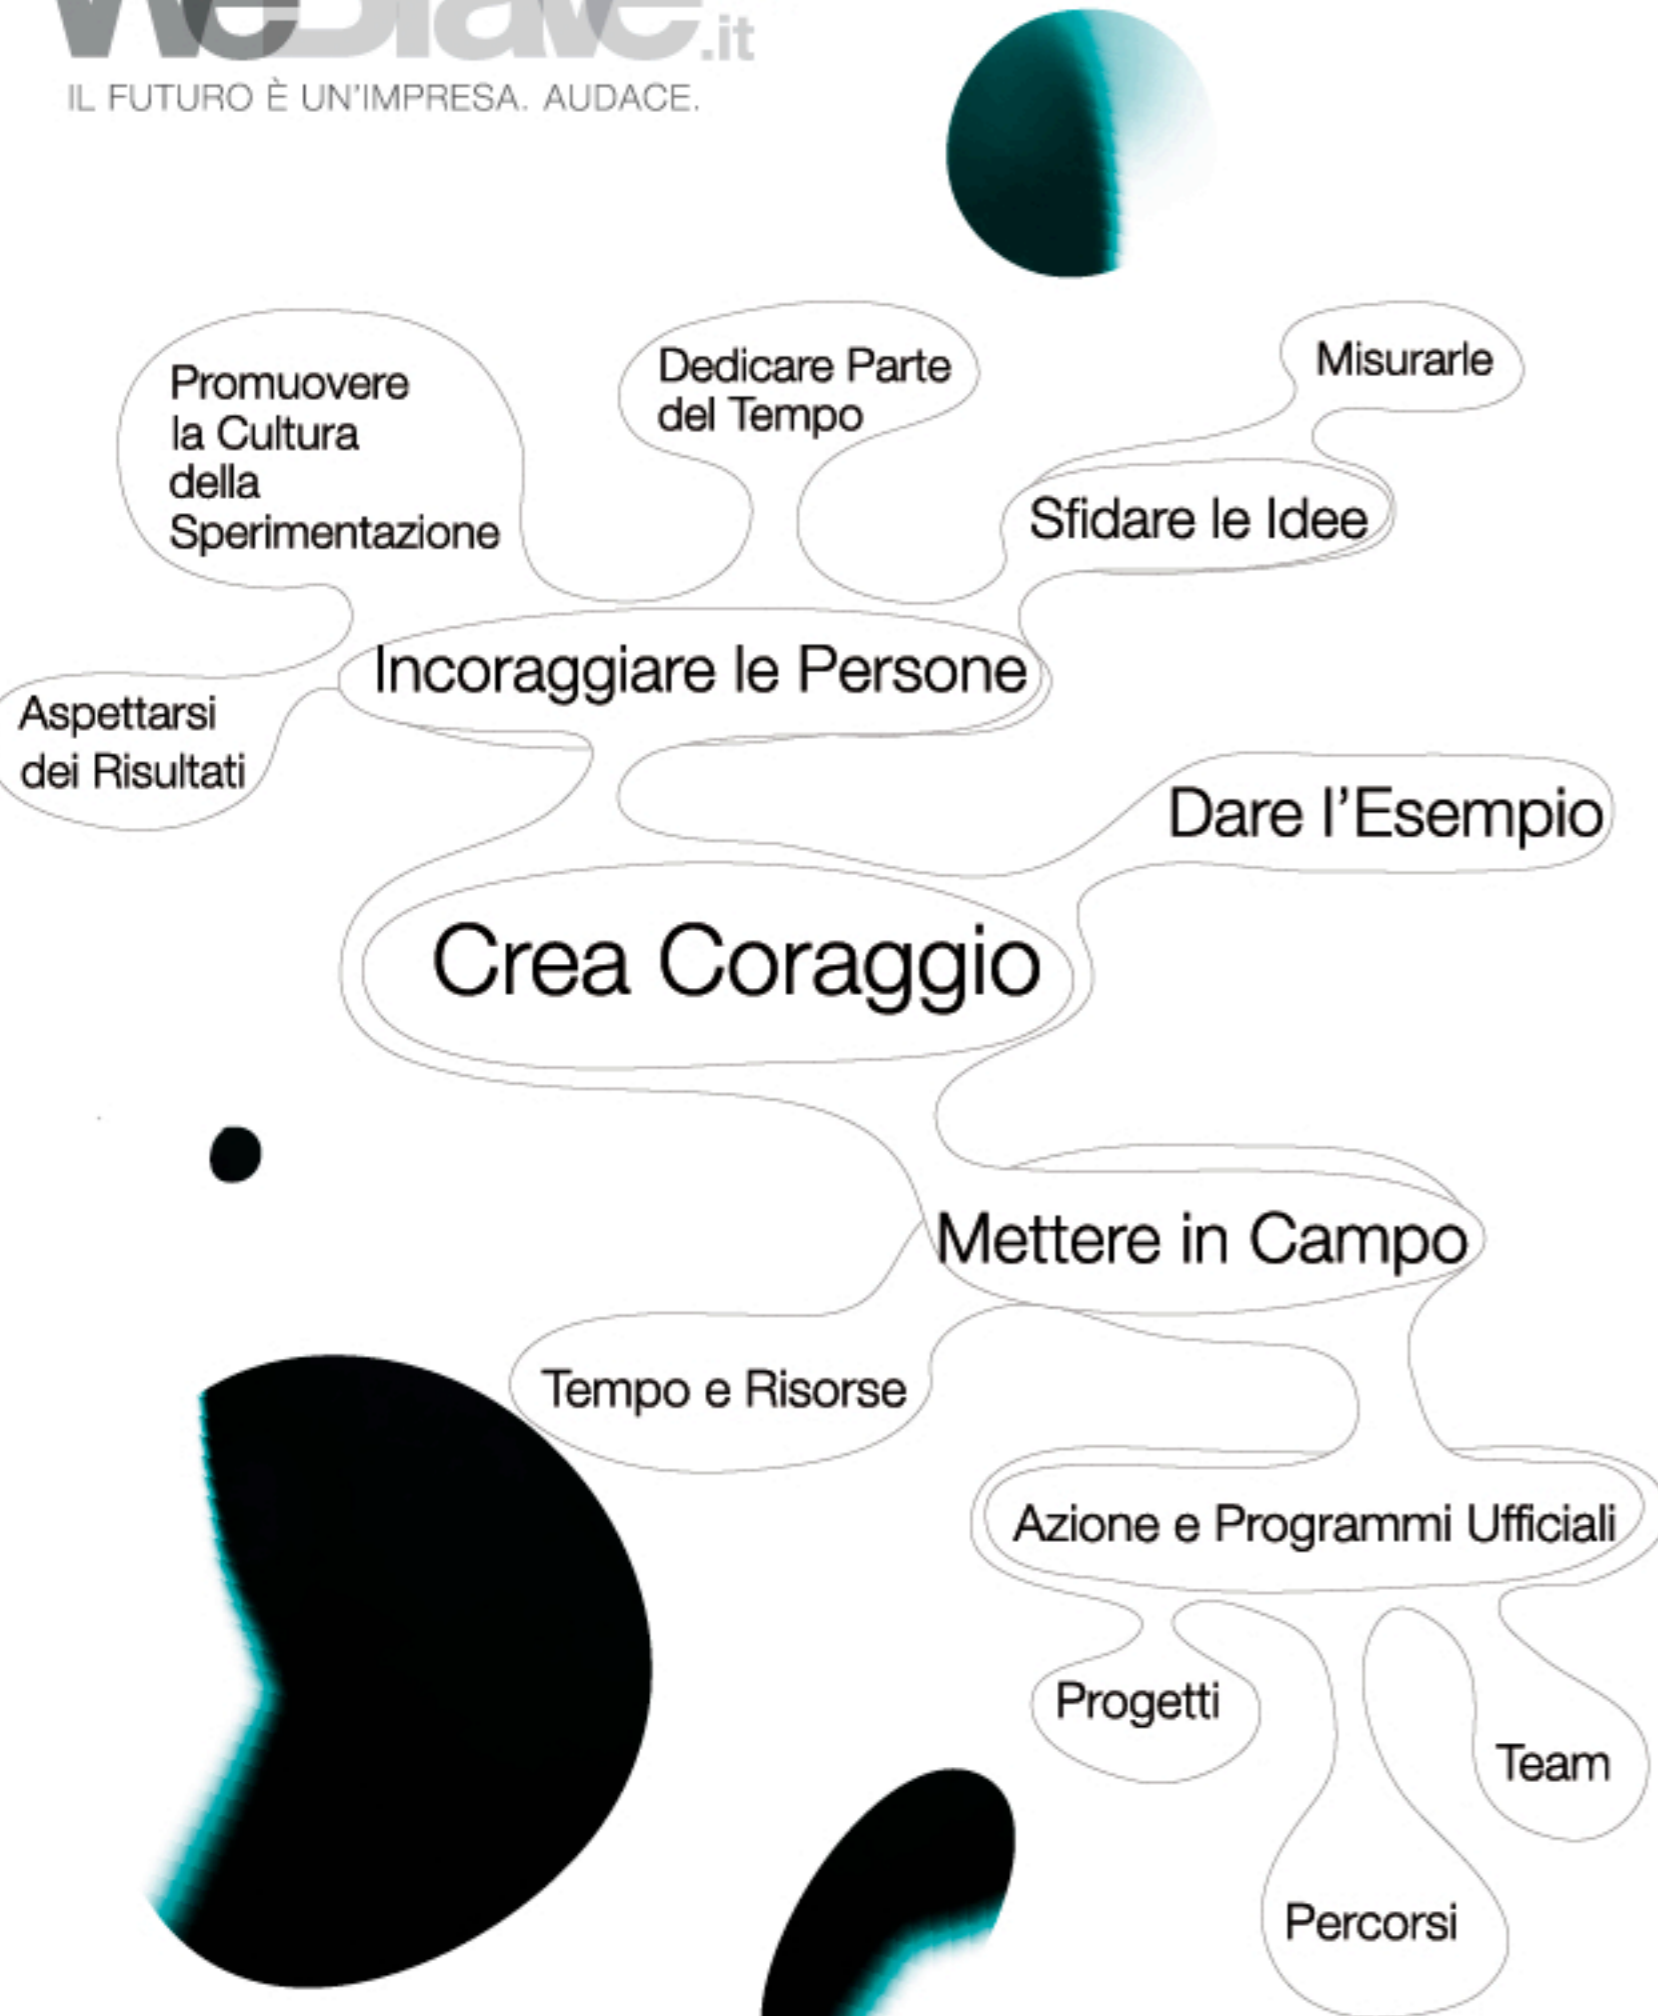 weBrave.it
IL FUTURO È UN'IMPRESA. AUDACE.
Promuovere
la Cultura
della
Sperimentazione
Dedicare Parte
del Tempo
Misurarle
Sfidare le Idee
Incoraggiare le Persone
Aspettarsi
dei Risultati
Dare l'Esempio
Crea Coraggio
Mettere in Campo
Tempo e Risorse
Azione e Programmi Ufficiali
Progetti
Team
Percorsi